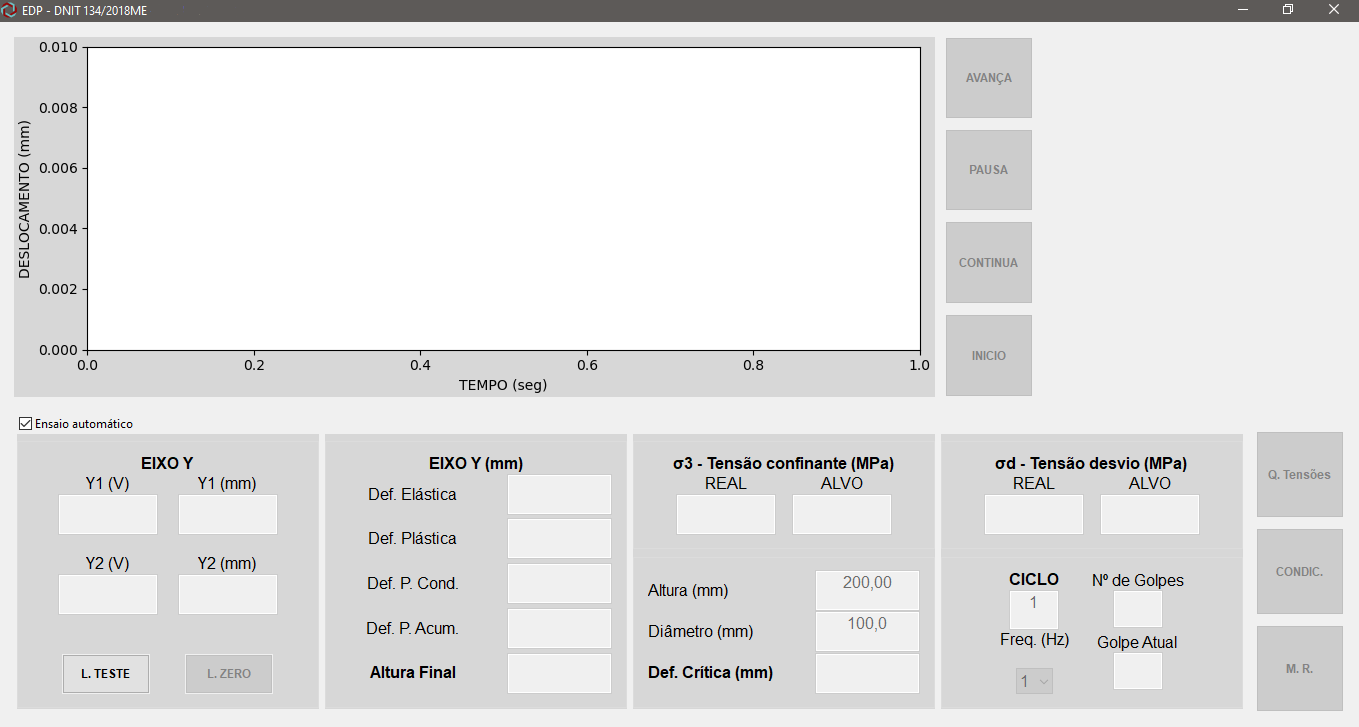 EDP - DNIT 134/2018ME
0.010
0.008
0.006
0.004
0.002
0.000
DESLOCAMENTO (mm)
0.0 0.2 0.4 0.6 0.8 1.0
TEMPO (seg)
AVANÇA
PAUSA
CONTINUA
INICIO
Ensaio automático
EIXO Y
Y1 (V) Y1 (mm)
Y2 (V) Y2 (mm)
L. TESTE L. ZERO
EIXO Y (mm)
Def. Elástica
Def. Plástica
Def. P. Cond.
Def. P. Acum.
Altura Final
σ3 - Tensão confinante (MPa)
REAL ALVO
Altura (mm) 200,00
Diâmetro (mm) 100,0
Def. Crítica (mm)
σd - Tensão desvio (MPa)
REAL ALVO
CICLO Nº de Golpes
1
Freq. (Hz) Golpe Atual
1
Q. Tensões
CONDIC.
M. R.